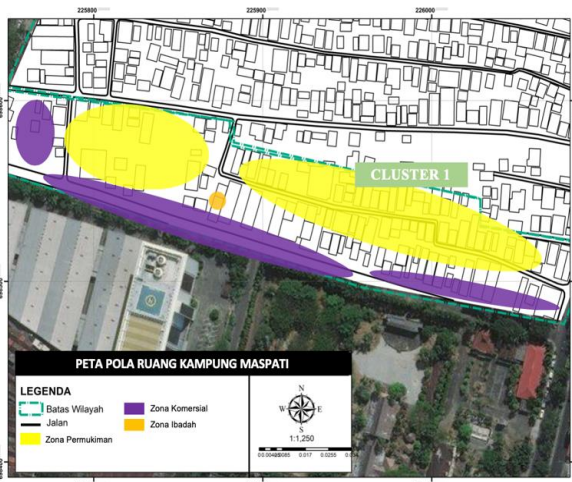 225800 225900 226000
CLUSTER 1
PETA POLA RUANG KAMPUNG MASPATI
LEGENDA
Batas Wilayah
Jalan
Zona Permukiman
Zona Komersial
Zona Ibadah
N
W E
S
1:1,250
0.017 0.0255